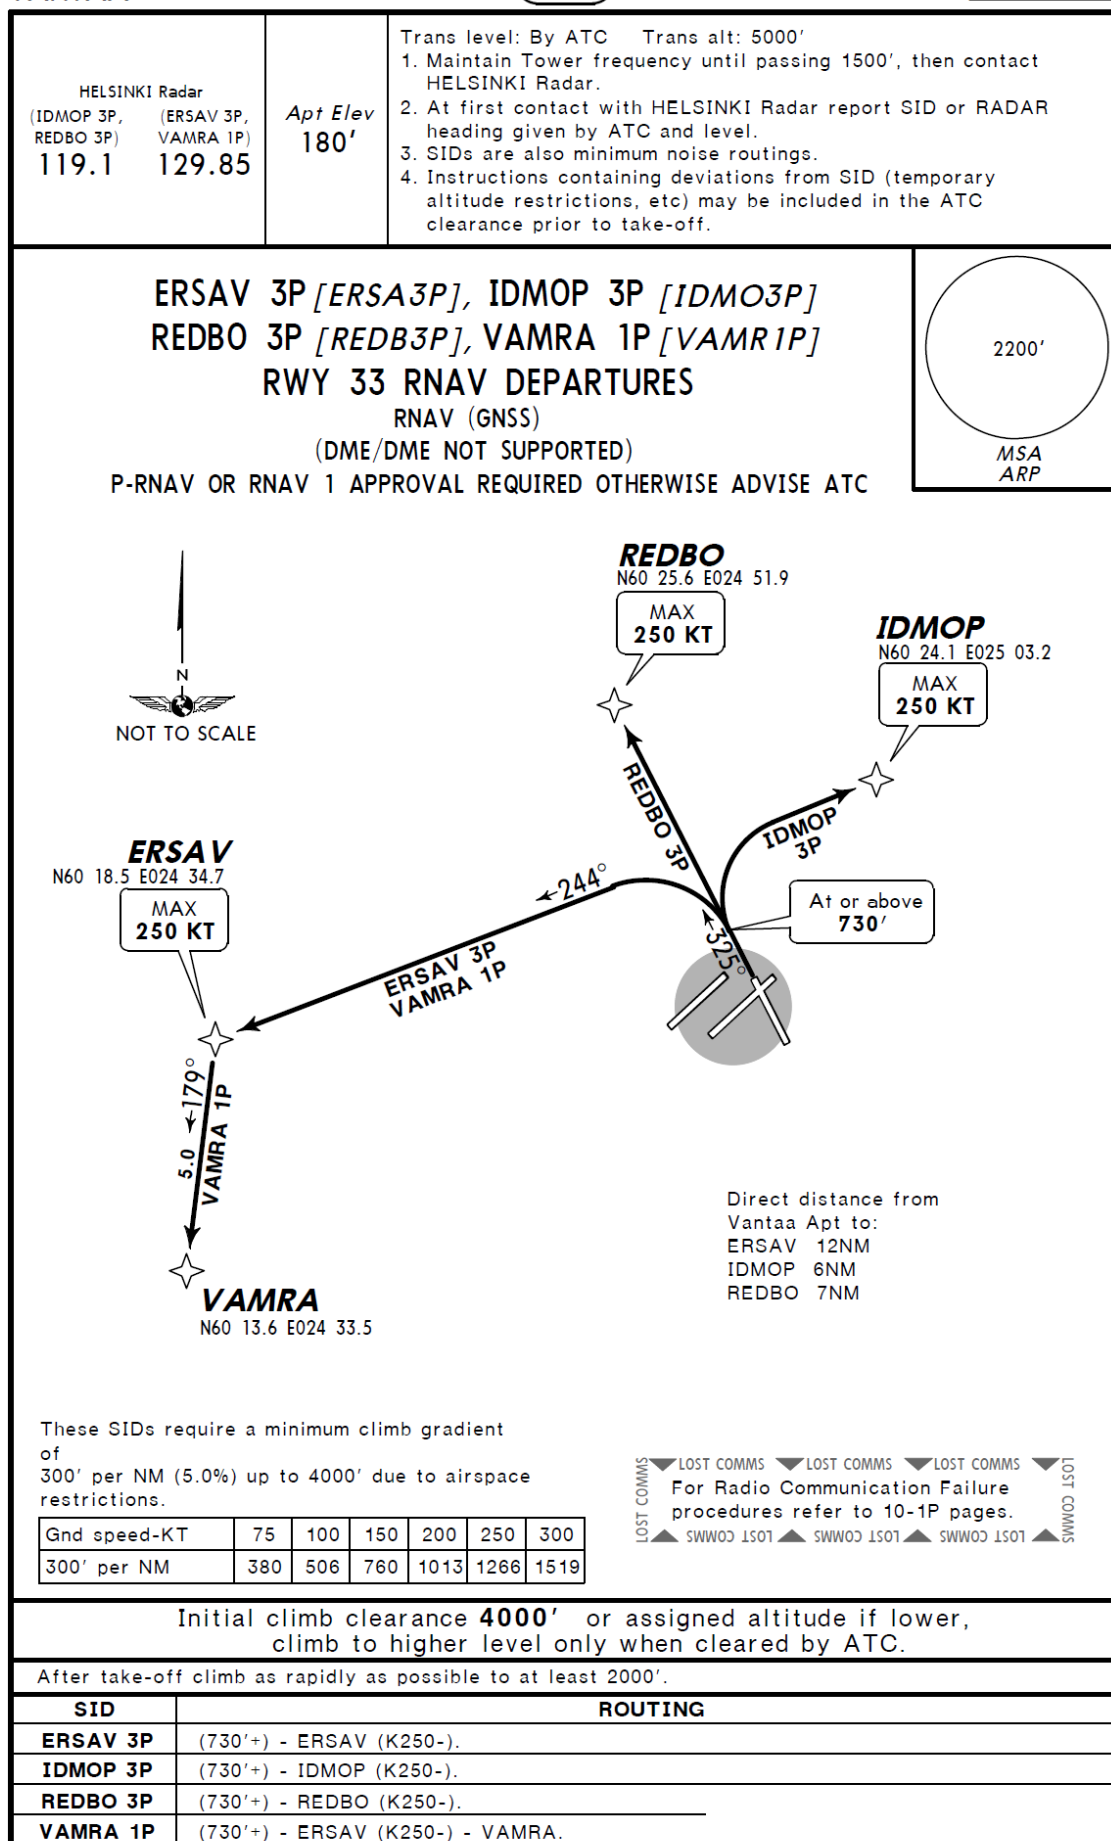 HELSINKI Radar
(IDMOP 3P, (ERSAV 3P,
REDBO 3P) VAMRA 1P)
119.1 129.85
Apt Elev
180'
Trans level: By ATC Trans alt: 5000'
1. Maintain Tower frequency until passing 1500', then contact
HELSINKI Radar.
2. At first contact with HELSINKI Radar report SID or RADAR
heading given by ATC and level.
3. SIDs are also minimum noise routings.
4. Instructions containing deviations from SID (temporary
altitude restrictions, etc) may be included in the ATC
clearance prior to take-off.
ERSAV 3P [ERSA3P], IDMOP 3P [IDMO3P]
REDBO 3P [REDB3P], VAMRA 1P [VAMR1P]
RWY 33 RNAV DEPARTURES
RNAV (GNSS)
(DME/DME NOT SUPPORTED)
P-RNAV OR RNAV 1 APPROVAL REQUIRED OTHERWISE ADVISE ATC
2200'
MSA
ARP
REDBO
N60 25.6 E024 51.9
MAX
250 KT
IDMOP
N60 24.1 E025 03.2
MAX
250 KT
N
NOT TO SCALE
REDBO 3P
IDMOP
3P
ERSAV
N60 18.5 E024 34.7
MAX
250 KT
244°
At or above
730'
325°
ERSAV 3P
VAMRA 1P
179°
5.0
VAMRA 1P
VAMRA
N60 13.6 E024 33.5
Direct distance from
Vantaa Apt to:
ERSAV 12NM
IDMOP 6NM
REDBO 7NM
These SIDs require a minimum climb gradient
of
300' per NM (5.0%) up to 4000' due to airspace
restrictions.
Gnd speed-KT 75 100 150 200 250 300
300' per NM 380 506 760 1013 1266 1519
LOST COMMS LOST COMMS LOST COMMS
LOST COMMS
LOST COMMS
For Radio Communication Failure
procedures refer to 10-1P pages.
LOST COMMS LOST COMMS LOST COMMS
Initial climb clearance 4000' or assigned altitude if lower,
climb to higher level only when cleared by ATC.
After take-off climb as rapidly as possible to at least 2000'.
SID ROUTING
ERSAV 3P (730'+) - ERSAV (K250-).
IDMOP 3P (730'+) - IDMOP (K250-).
REDBO 3P (730'+) - REDBO (K250-).
VAMRA 1P (730'+) - ERSAV (K250-) - VAMRA.